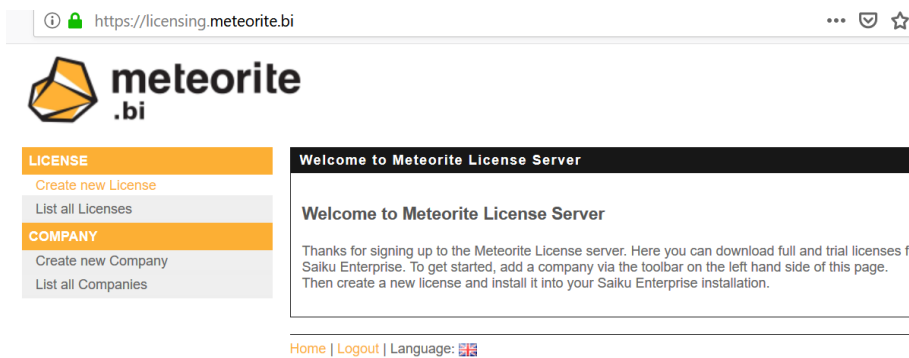 https://licensing.meteorite.bi
meteorite
.bi
LICENSE
Create new License
List all Licenses
COMPANY
Create new Company
List all Companies
Welcome to Meteorite License Server
Welcome to Meteorite License Server
Thanks for signing up to the Meteorite License server. Here you can download full and trial licenses f
Saiku Enterprise. To get started, add a company via the toolbar on the left hand side of this page.
Then create a new license and install it into your Saiku Enterprise installation.
Home | Logout | Language: